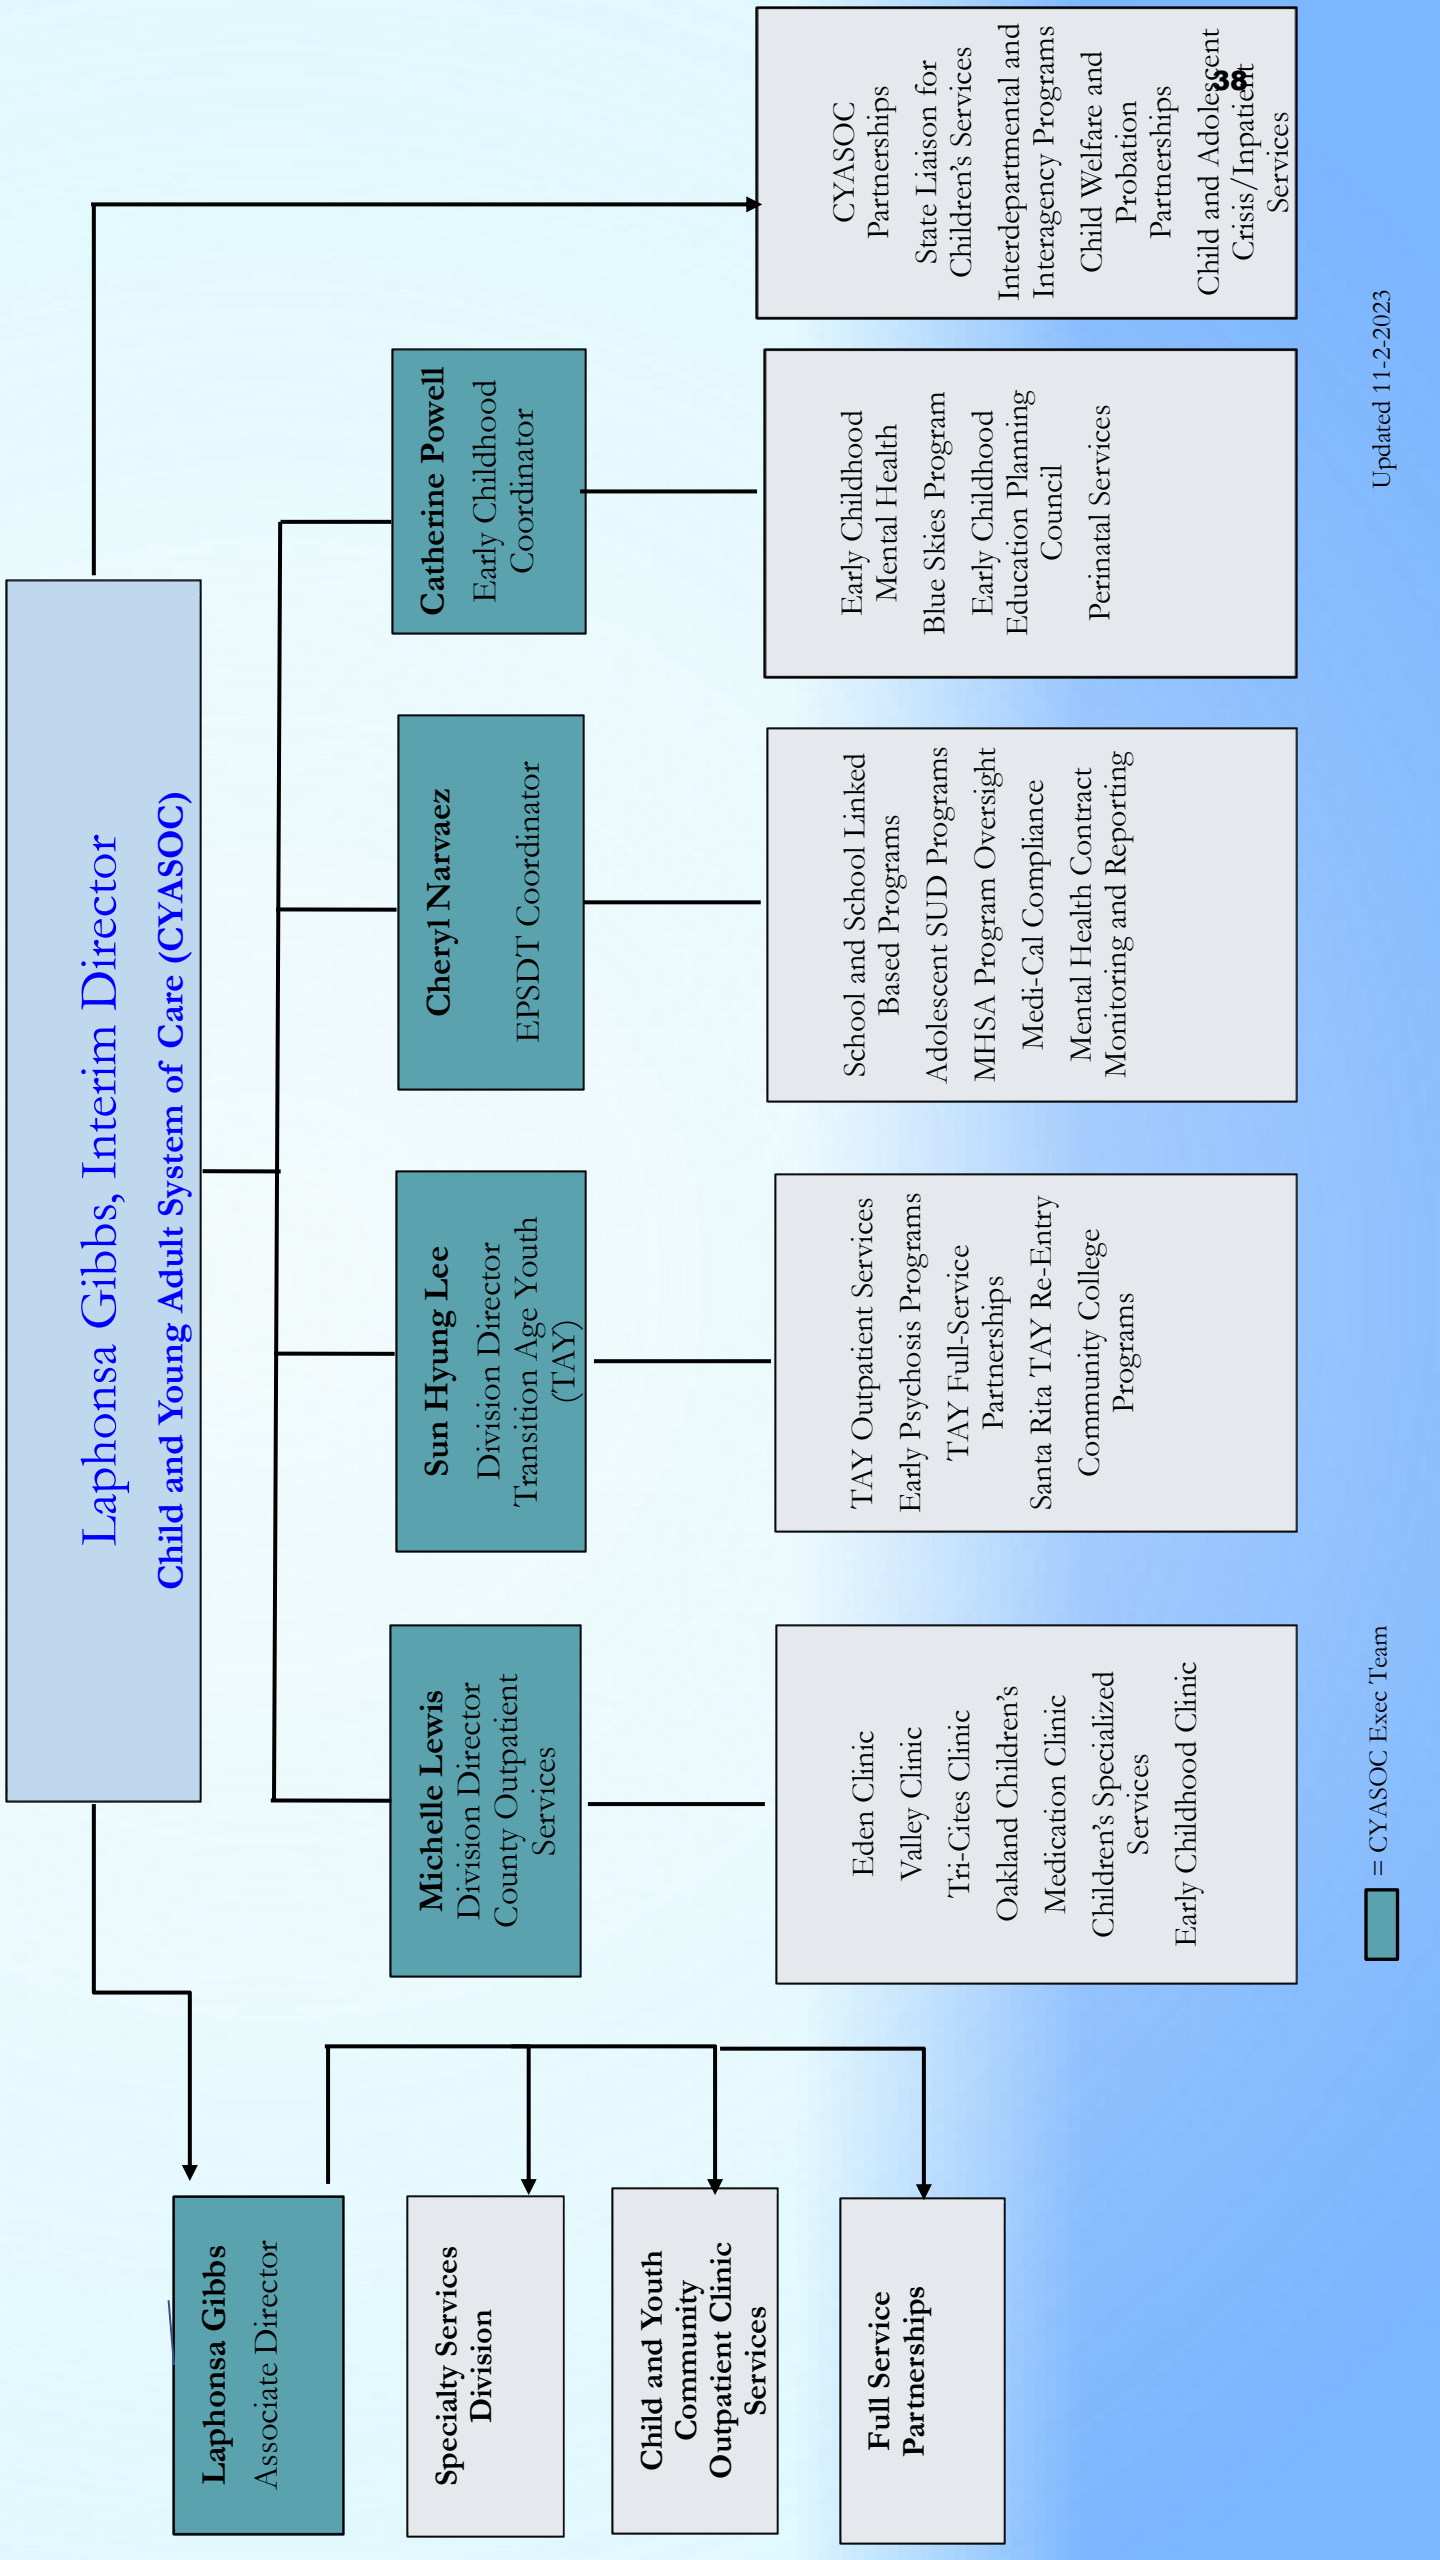 Laphonsa Gibbs, Interim Director
Child and Young Adult System of Care (CYASOC)
Laphonsa Gibbs
Associate Director
Specialty Services
Division
Child and Youth
Community
Outpatient Clinic
Services
Full Service
Partnerships
Michelle Lewis
Division Director
County Outpatient
Services
Eden Clinic
Valley Clinic
Tri-Cites Clinic
Oakland Children’s
Medication Clinic
Children’s Specialized
Services
Early Childhood Clinic
Sun Hyung Lee
Division Director
Transition Age Youth
(TAY)
TAY Outpatient Services
Early Psychosis Programs
TAY Full-Service
Partnerships
Santa Rita TAY Re-Entry
Community College
Programs
Cheryl Narvaez
EPSDT Coordinator
School and School Linked
Based Programs
Adolescent SUD Programs
MHSA Program Oversight
Medi-Cal Compliance
Mental Health Contract
Monitoring and Reporting
Catherine Powell
Early Childhood
Coordinator
Early Childhood
Mental Health
Blue Skies Program
Early Childhood
Education Planning
Council
Perinatal Services
CYASOC
Partnerships
State Liaison for
Children’s Services
Interdepartmental and
Interagency Programs
Child Welfare and
Probation
Partnerships
Child and Adolescent
Crisis/Inpatient
Services
38
= CYASOC Exec Team
Updated 11-2-2023